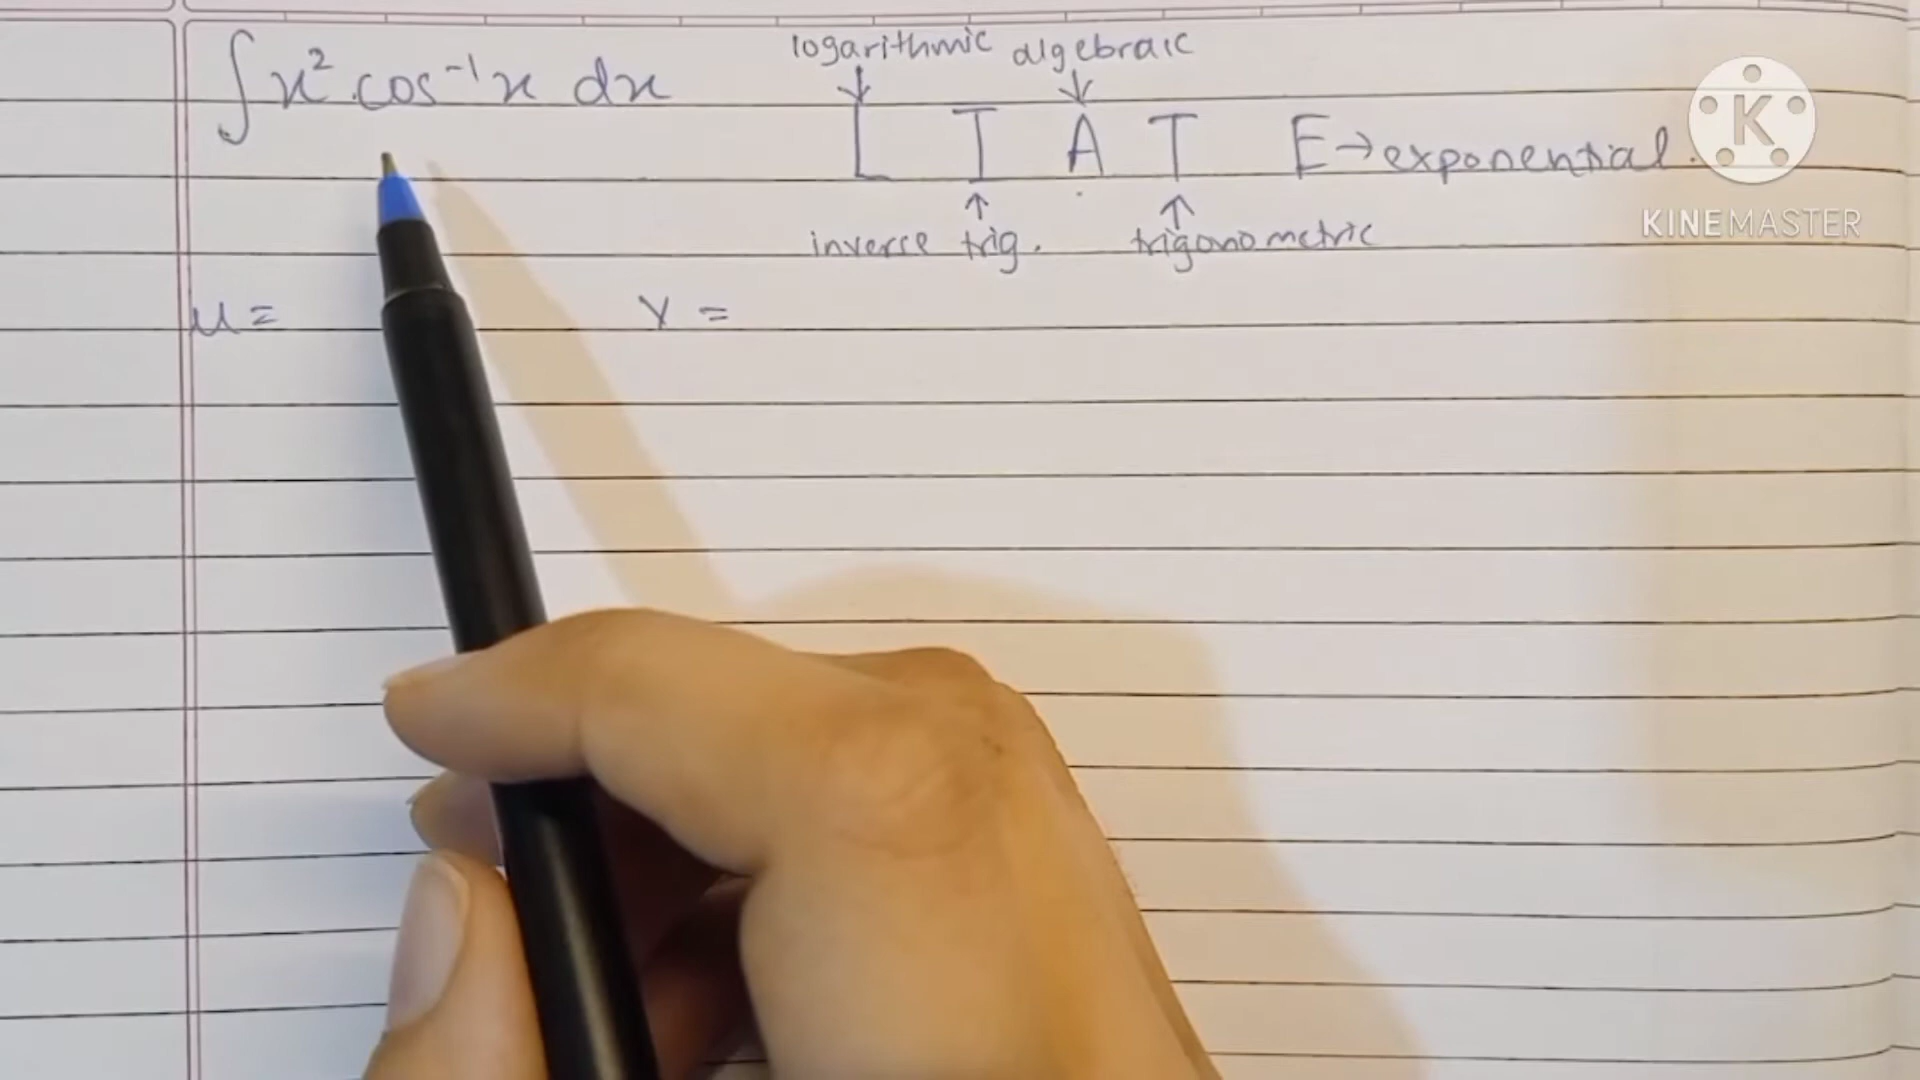 ∫x² cos⁻¹x dx
logarithmic algebraic
L I A T E → exponential.
inverse trig. trigonometric
u = v =
K
KINEMASTER